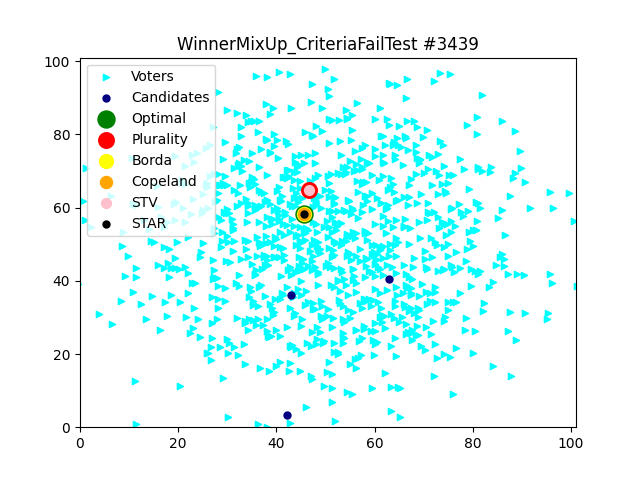 WinnerMixUp_CriteriaFailTest #3439
100
80
60
40
20
0
0 20 40 60 80 100
Voters
Candidates
Optimal
Plurality
Borda
Copeland
STV
STAR